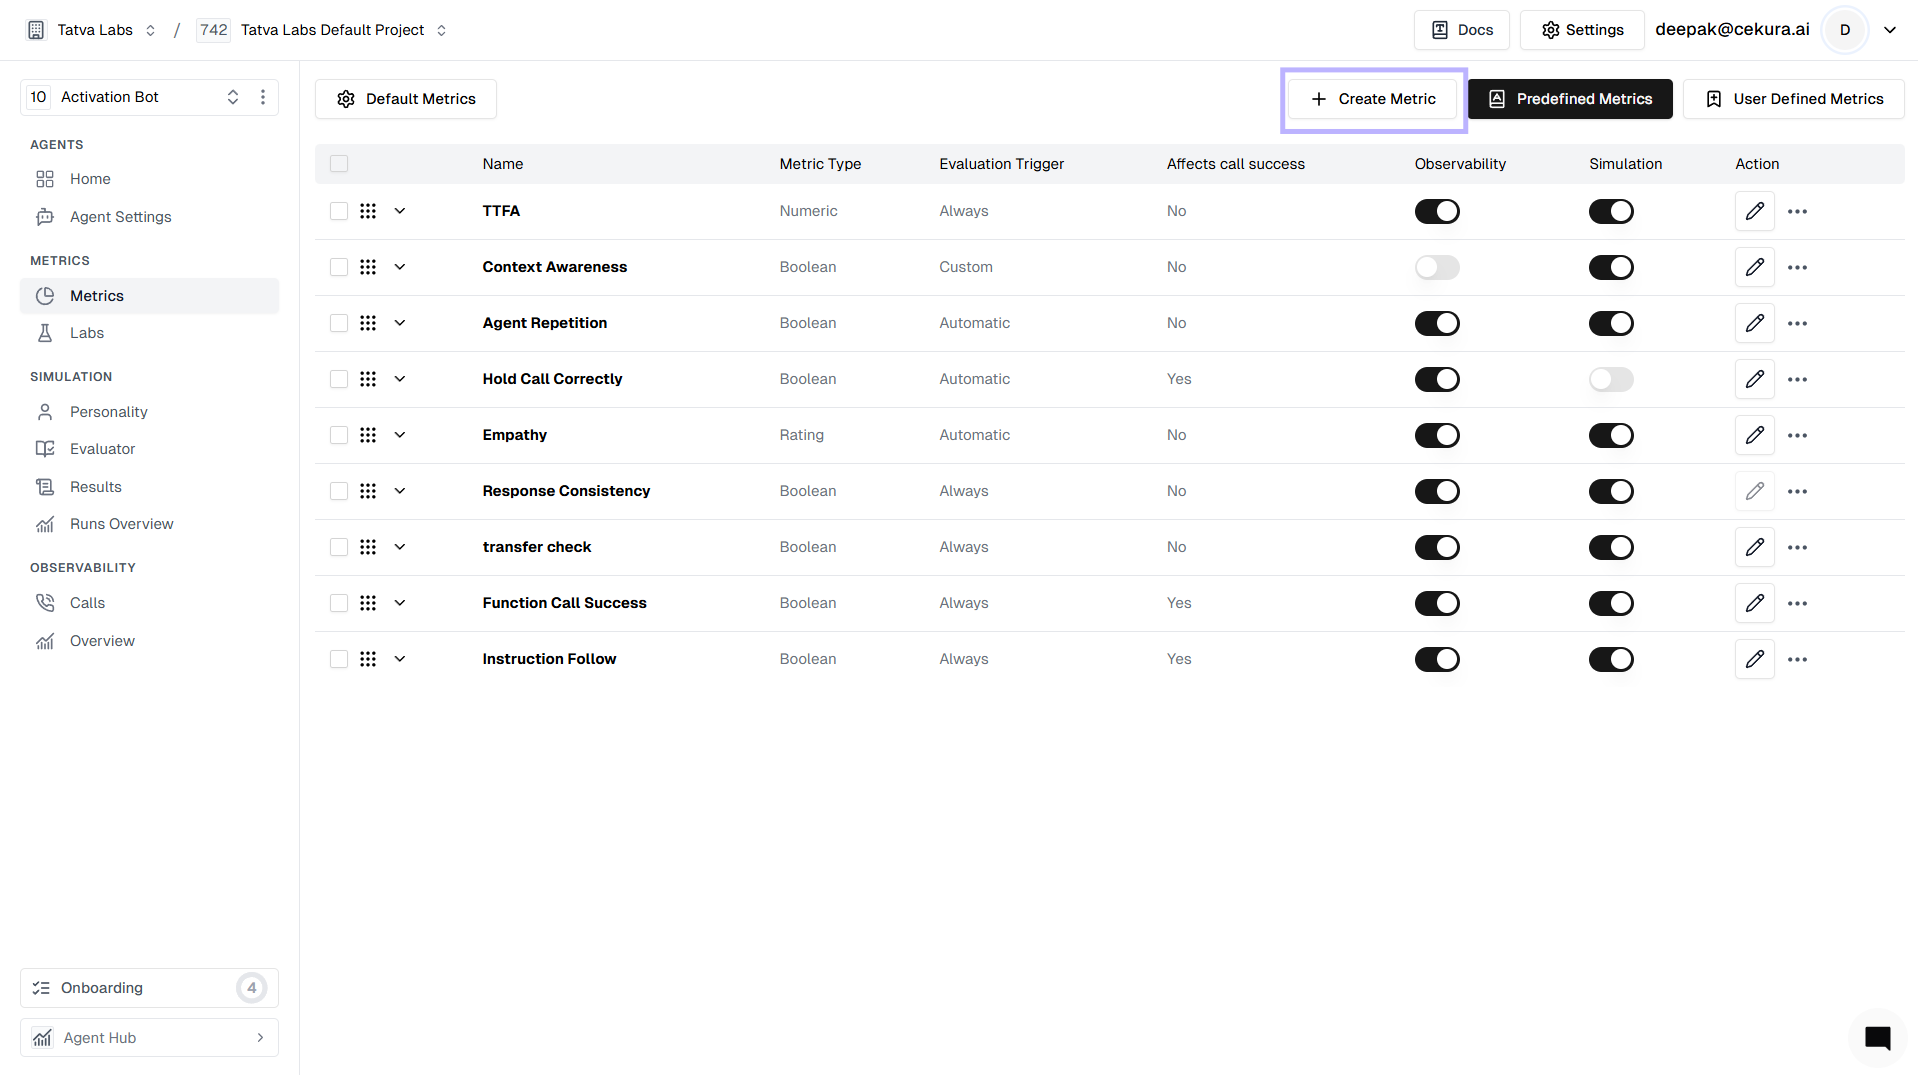 Tatva Labs / 742 Tatva Labs Default Project Docs Settings deepak@cekura.ai D
10 Activation Bot
Default Metrics Create Metric Predefined Metrics User Defined Metrics
AGENTS
Home
Agent Settings
METRICS
Metrics
Labs
SIMULATION
Personality
Evaluator
Results
Runs Overview
OBSERVABILITY
Calls
Overview
Onboarding 4
Agent Hub
Name Metric Type Evaluation Trigger Affects call success Observability Simulation Action
TTFA Numeric Always No
Context Awareness Boolean Custom No
Agent Repetition Boolean Automatic No
Hold Call Correctly Boolean Automatic Yes
Empathy Rating Automatic No
Response Consistency Boolean Always No
transfer check Boolean Always No
Function Call Success Boolean Always Yes
Instruction Follow Boolean Always Yes